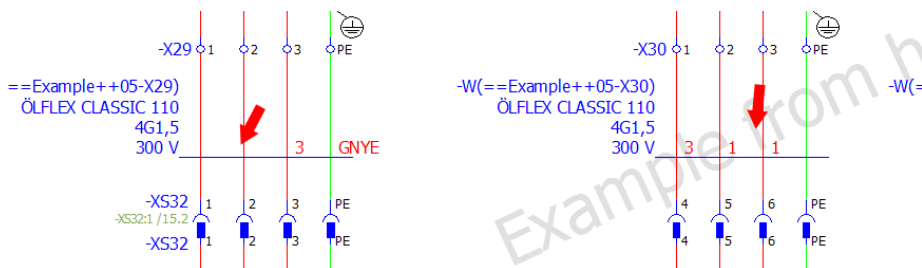 -X29 1 2 3 PE
==Example++05-X29)
ÖLFLEX CLASSIC 110
4G1,5
300 V 3 GNYE
-XS32 1 2 3 PE
-XS32:1 /15.2
-XS32 1 2 3 PE
-X30 1 2 3 PE
-W(==Example++05-X30)
ÖLFLEX CLASSIC 110
4G1,5
300 V 3 1 1
4 5 6 PE
4 5 6 PE
-W(==
Example from h